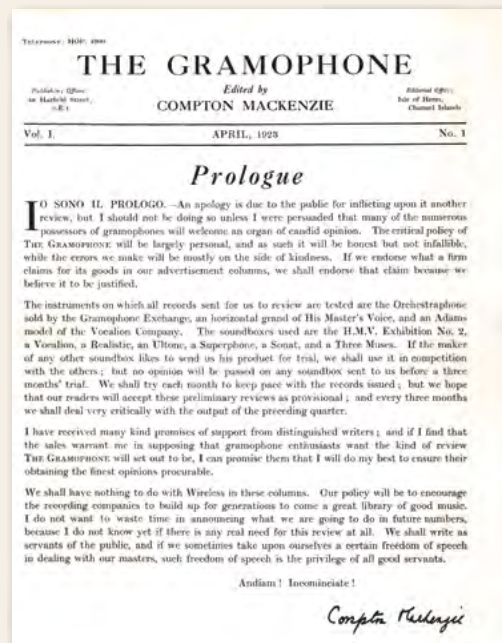 TELEPHONE: HOP. 4900
THE GRAMOPHONE
Edited by
COMPTON MACKENZIE
Publishing Offices:
Street,
S.E.1
Editorial Office:
Isle of Herm,
Channel Islands
Vol. I.
APRIL, 1923
No. 1
Prologue
IO SONO IL PROLOGO.—An apology is due to the public for inflicting upon it another
review, but I should not be doing so unless I were persuaded that many of the numerous
possessors of gramophones will welcome an organ of candid opinion. The critical policy of
THE GRAMOPHONE will be largely personal, and as such it will be honest but not infallible,
while the errors we make will be mostly on the side of kindness. If we endorse what a firm
claims for its goods in our advertisement columns, we shall endorse that claim because we
believe it to be justified.
The instruments on which all records sent for us to review are tested are the Orchestraphone
sold by the Gramophone Exchange, an horizontal grand of His Master's Voice, and an Adams
model of the Vocalion Company. The soundboxes used are the H.M.V. Exhibition No. 2,
a Vocalion, a Realistic, an Ultone, a Superphone, a Sonat, and a Three Muses. If the maker
of any other soundbox likes to send us his product for trial, we shall use it in competition
with the others; but no opinion will be passed on any soundbox sent to us before a three
months' trial. We shall try each month to keep pace with the records issued; but we hope
that our readers will accept these preliminary reviews as provisional; and every three months
we shall deal very critically with the output of the preceding quarter.
I have received many kind promises of support from distinguished writers; and if I find that
the sales warrant me in supposing that gramophone enthusiasts want the kind of review
THE GRAMOPHONE will set out to be, I can promise them that I will do my best to ensure their
obtaining the finest opinions procurable.
We shall have nothing to do with Wireless in these columns. Our policy will be to encourage
the recording companies to build up for generations to come a great library of good music.
I do not want to waste time in announcing what we are going to do in future numbers,
because I do not know yet if there is any real need for this review at all. We shall write as
servants of the public, and if we sometimes take upon ourselves a certain freedom of speech
in dealing with our masters, such freedom of speech is the privilege of all good servants.
Andiam! Incominciate!
Compton Mackenzie